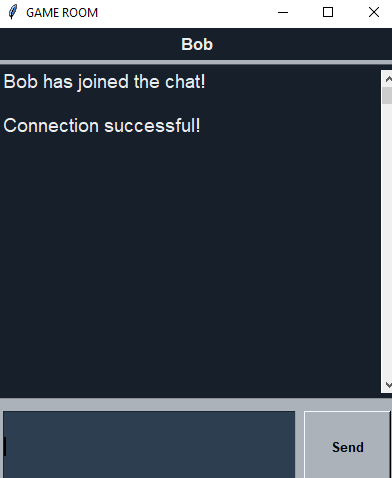 GAME ROOM
Bob
Bob has joined the chat!
Connection successful!
Send